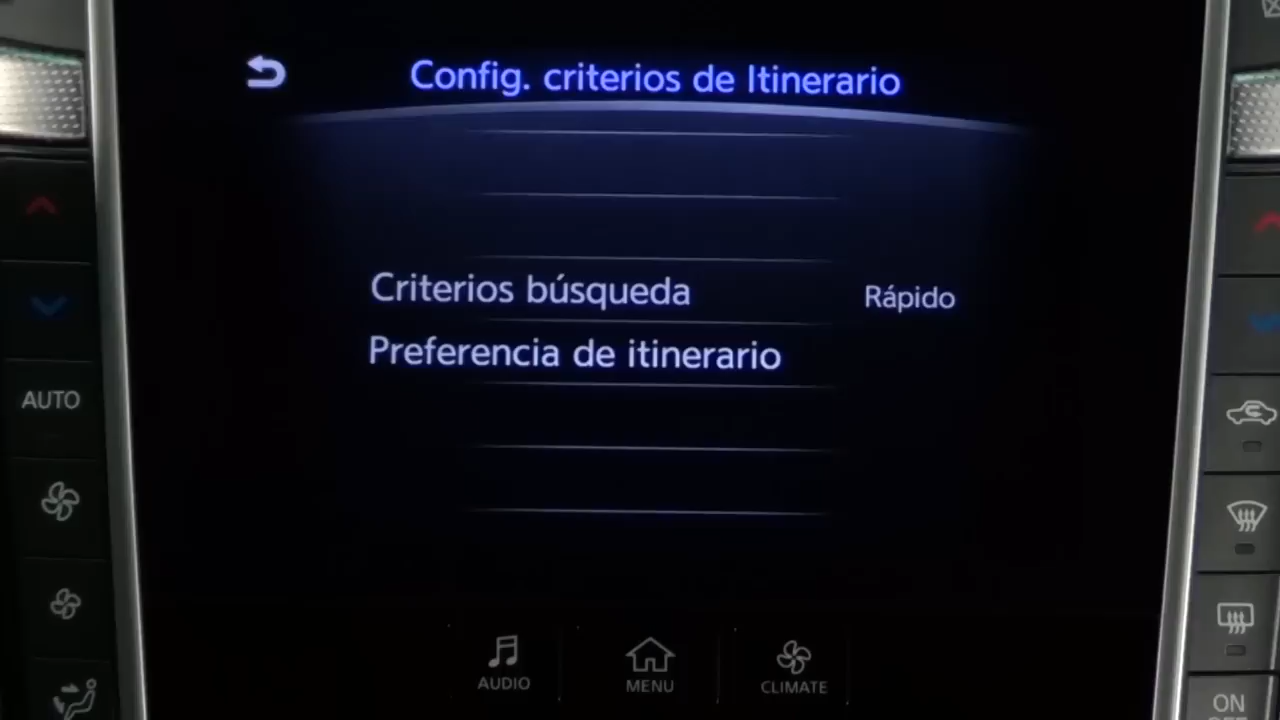 Config. criterios de Itinerario
Criterios búsqueda Rápido
Preferencia de itinerario
AUTO
AUDIO
MENU
CLIMATE
ON